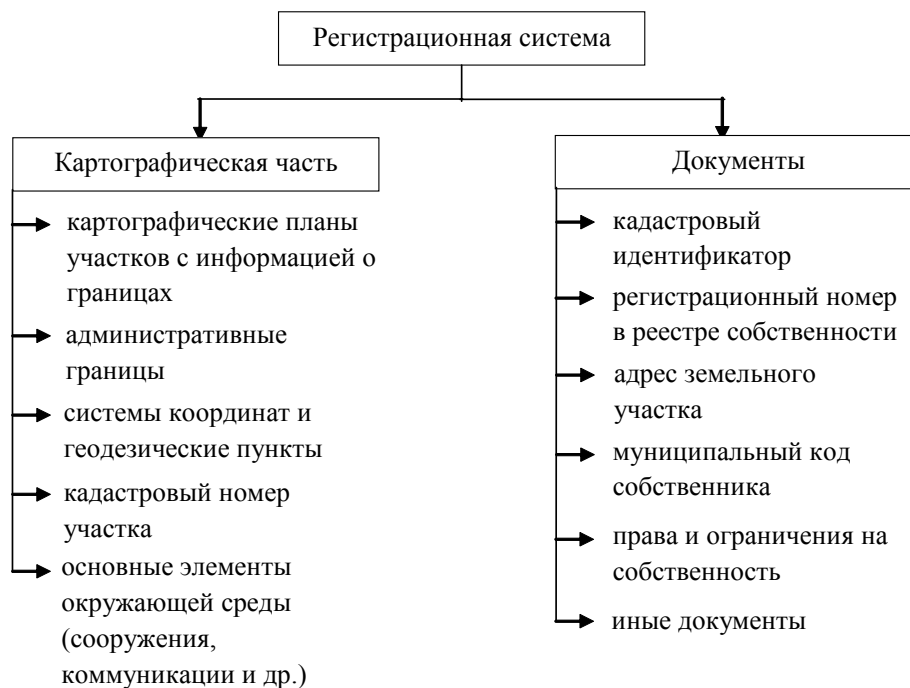 Регистрационная система
Картографическая часть
картографические планы
участков с информацией о
границах
административные
границы
системы координат и
геодезические пункты
кадастровый номер
участка
основные элементы
окружающей среды
(сооружения,
коммуникации и др.)
Документы
кадастровый
идентификатор
регистрационный номер
в реестре собственности
адрес земельного
участка
муниципальный код
собственника
права и ограничения на
собственность
иные документы